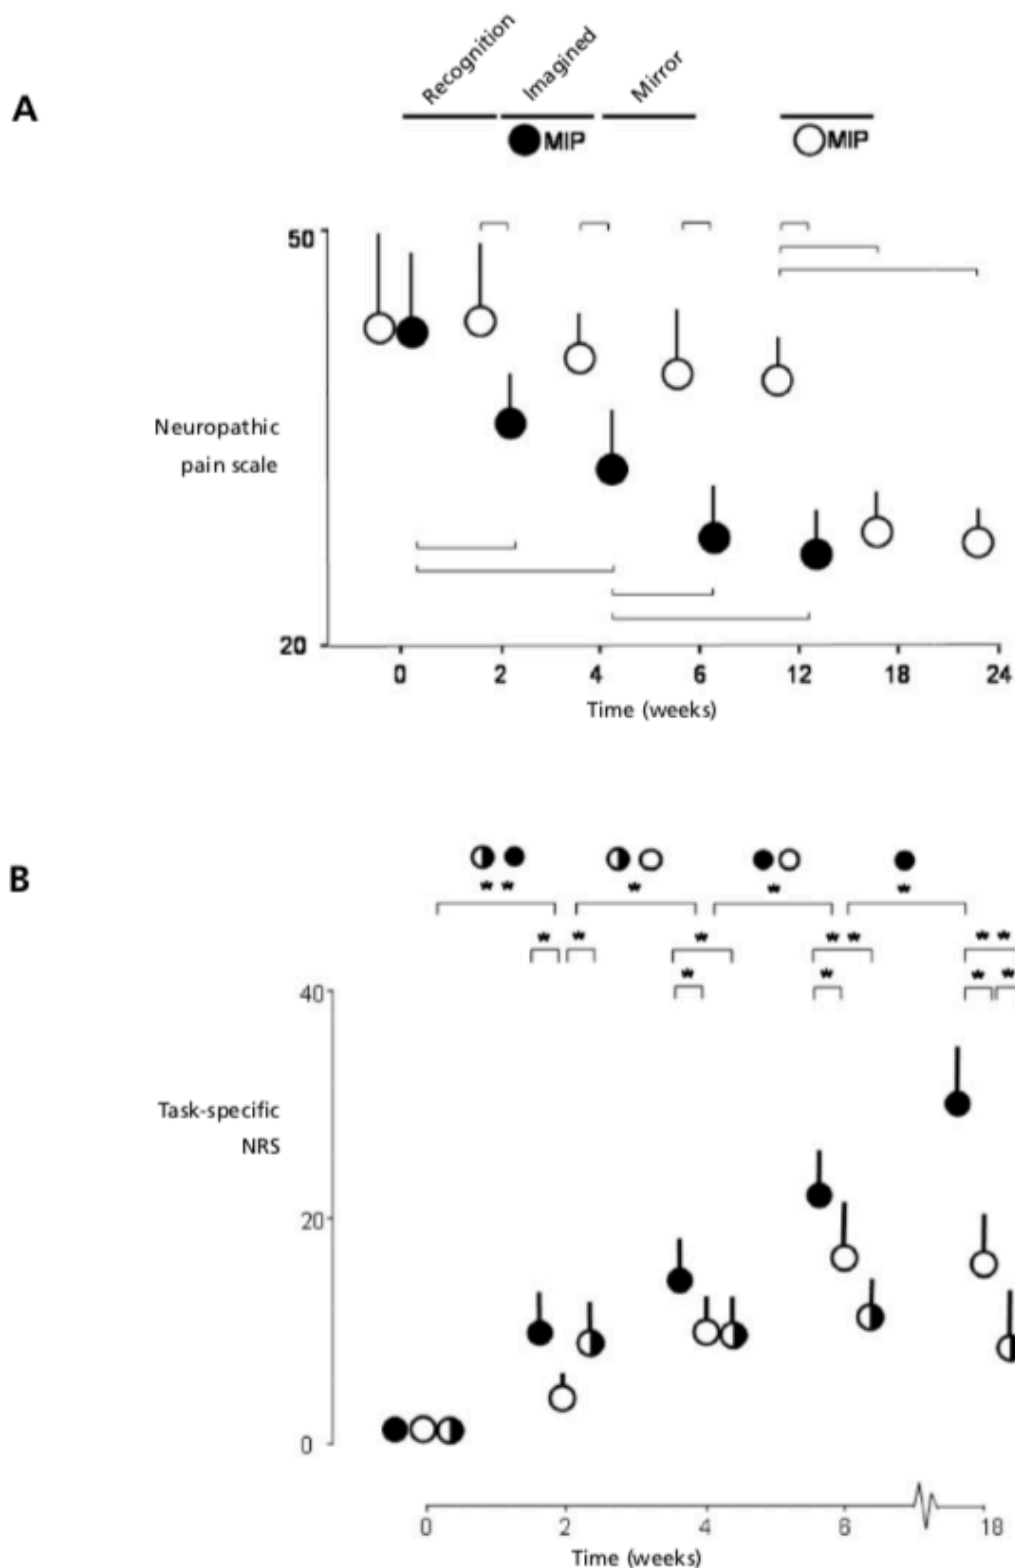 A
Recognition
Imagined
Mirror
MIP
MIP
50
Neuropathic
pain scale
20
0 2 4 6 12 18 24
Time (weeks)
B
* * * * *
* * * * * * *
* * * *
40
Task-specific
NRS
20
0
0 2 4 6 18
Time (weeks)